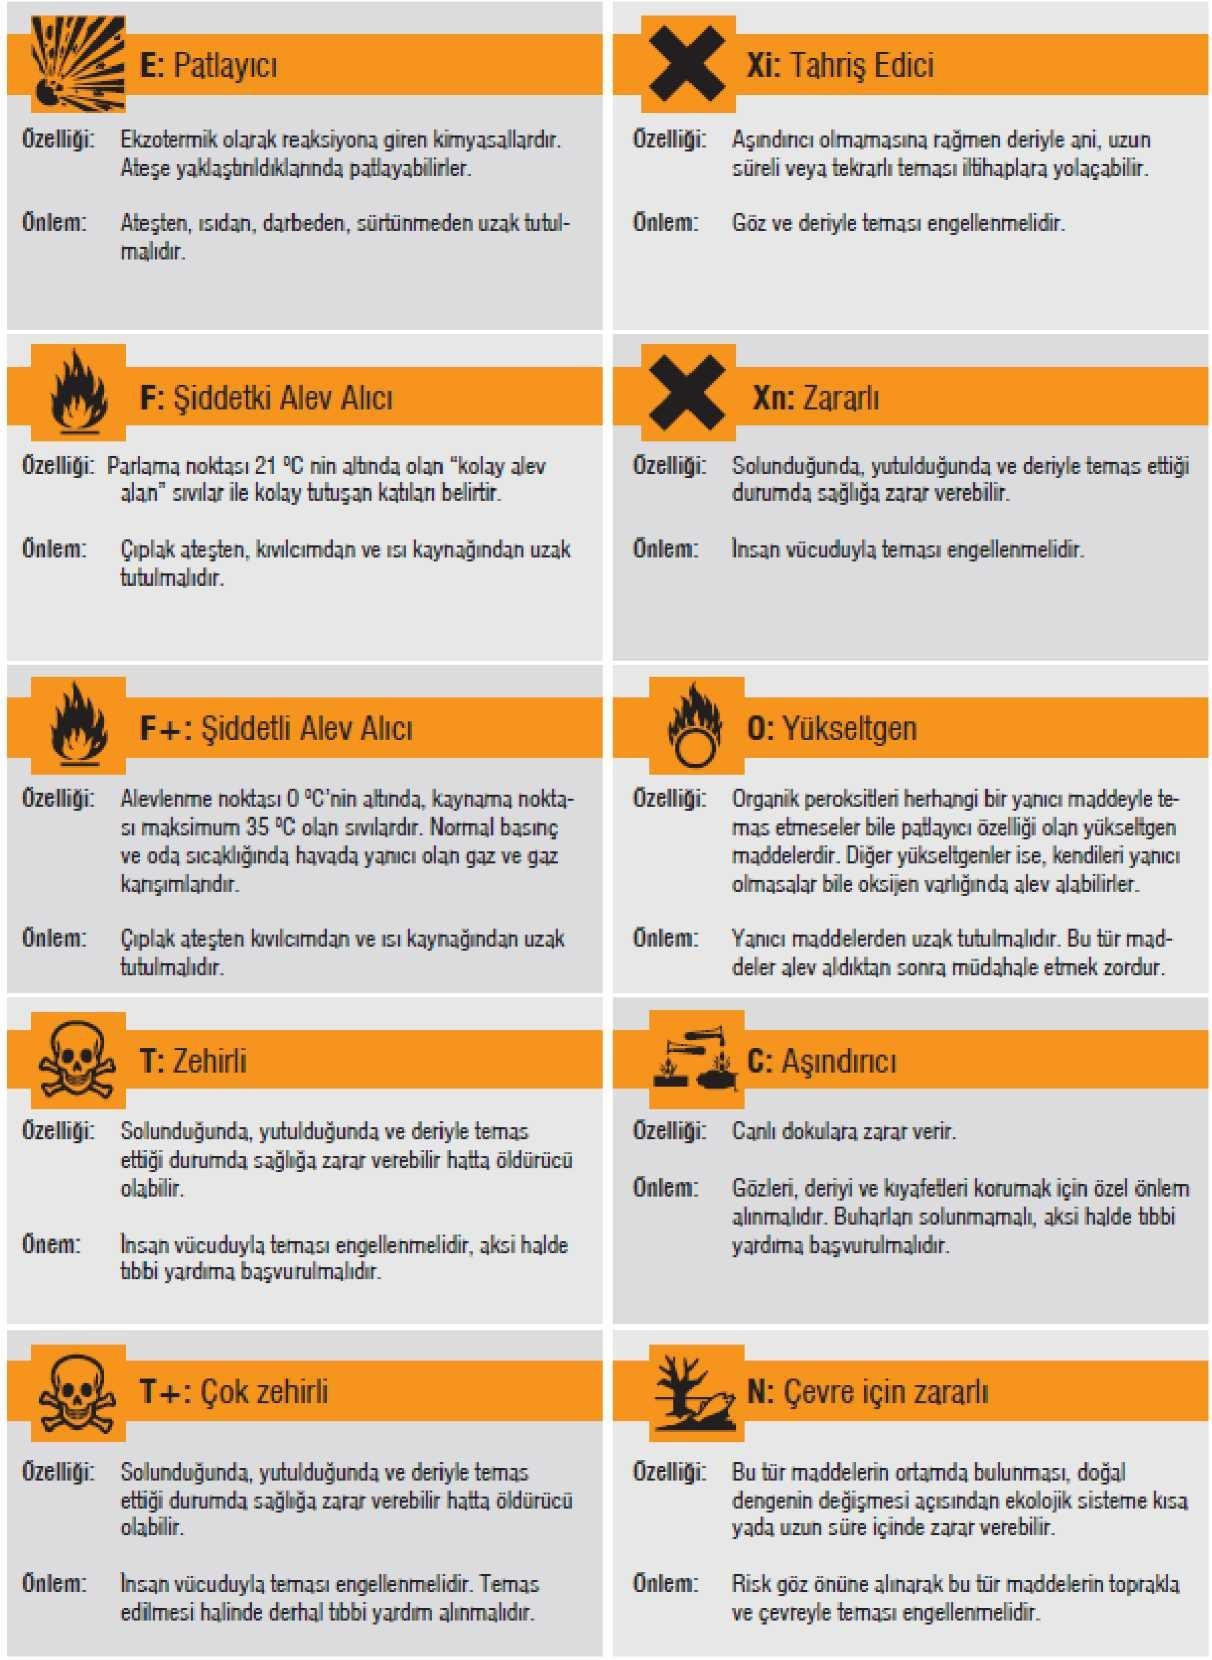 E: Patlayıcı
Özelliği: Ekzotermik olarak reaksiyona giren kimyasallardır.
Ateşe yaklaştırıldıklarında patlayabilirler.
Önlem: Ateşten, ısıdan, darbeden, sürtünmeden uzak tutul-
malıdır.
Xi: Tahriş Edici
Özelliği: Aşındırıcı olmamasına rağmen deriyle ani, uzun
süreli veya tekrarlı teması iltihaplara yolaçabilir.
Önlem: Göz ve deriyle teması engellenmelidir.
F: Şiddetki Alev Alıcı
Özelliği: Parlama noktası 21 ºC nin altında olan “kolay alev
alan” sıvılar ile kolay tutuşan katıları belirtir.
Önlem: Çıplak ateşten, kıvılcımdan ve ısı kaynağından uzak
tutulmalıdır.
Xn: Zararlı
Özelliği: Solunduğunda, yutulduğunda ve deriyle temas ettiği
durumda sağlığa zarar verebilir.
Önlem: İnsan vücuduyla teması engellenmelidir.
F+: Şiddetli Alev Alıcı
Özelliği: Alevlenme noktası 0 ºC’nin altında, kaynama nokta-
sı maksimum 35 ºC olan sıvılardır. Normal basınç
ve oda sıcaklığında havada yanıcı olan gaz ve gaz
karışımlarıdır.
Önlem: Çıplak ateşten kıvılcımdan ve ısı kaynağından uzak
tutulmalıdır.
O: Yükseltgen
Özelliği: Organik peroksitleri herhangi bir yanıcı maddeyle te-
mas etmeseler bile patlayıcı özelliği olan yükseltgen
maddelerdir. Diğer yükseltgenler ise, kendileri yanıcı
olmasalar bile oksijen varlığında alev alabilirler.
Önlem: Yanıcı maddelerden uzak tutulmalıdır. Bu tür mad-
deler alev aldıktan sonra müdahale etmek zordur.
T: Zehirli
Özelliği: Solunduğunda, yutulduğunda ve deriyle temas
ettiği durumda sağlığa zarar verebilir hatta öldürücü
olabilir.
Önem: İnsan vücuduyla teması engellenmelidir, aksi halde
tıbbi yardıma başvurulmalıdır.
C: Aşındırıcı
Özelliği: Canlı dokulara zarar verir.
Önlem: Gözleri, deriyi ve kıyafetleri korumak için özel önlem
alınmalıdır. Buharları solunmamalı, aksi halde tıbbi
yardıma başvurulmalıdır.
T+: Çok zehirli
Özelliği: Solunduğunda, yutulduğunda ve deriyle temas
ettiği durumda sağlığa zarar verebilir hatta öldürücü
olabilir.
Önlem: İnsan vücuduyla teması engellenmelidir. Temas
edilmesi halinde derhal tıbbi yardım alınmalıdır.
N: Çevre için zararlı
Özelliği: Bu tür maddelerin ortamda bulunması, doğal
dengenin değişmesi açısından ekolojik sisteme kısa
yada uzun süre içinde zarar verebilir.
Önlem: Risk göz önüne alınarak bu tür maddelerin toprakla
ve çevreyle teması engellenmelidir.